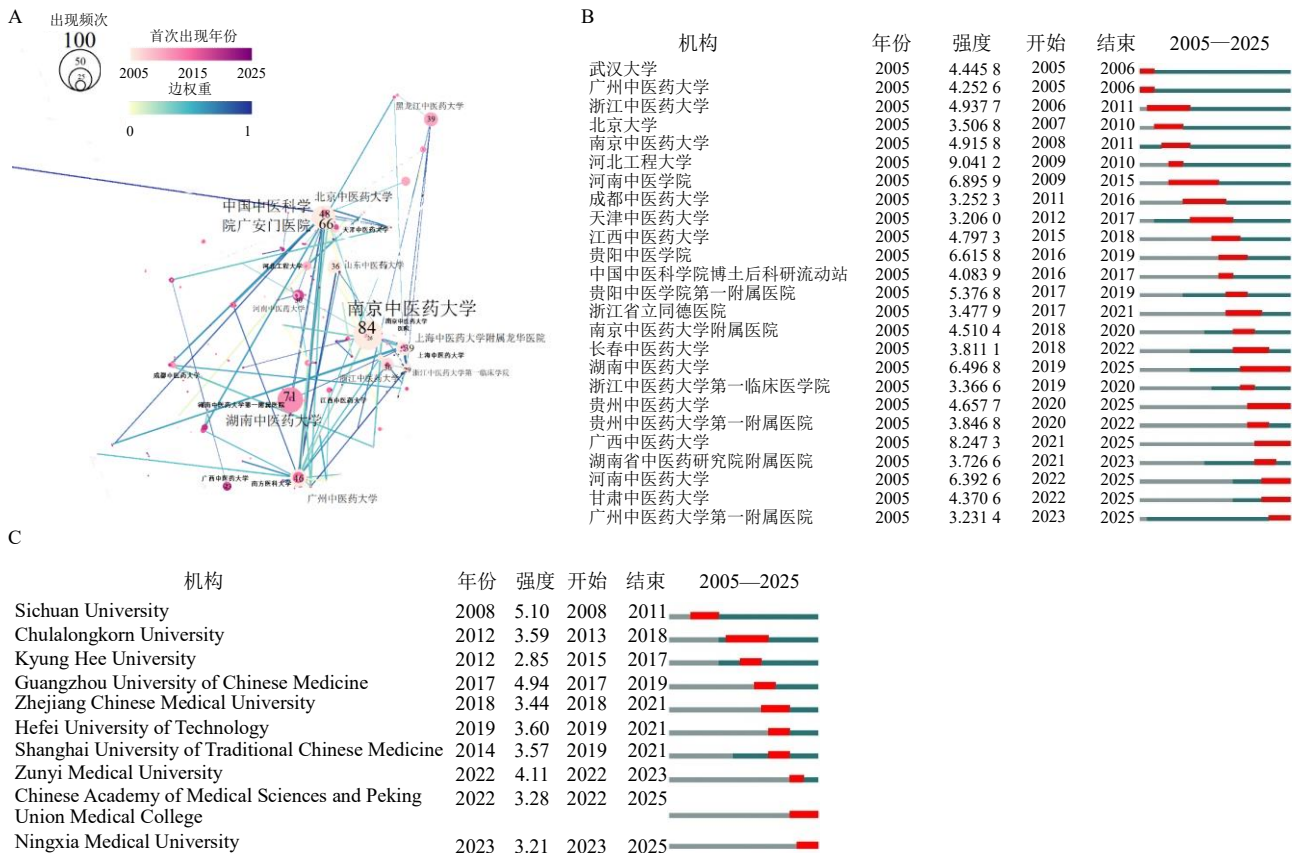 A
出现频次
100
50
25
首次出现年份
2005 2015 2025
边权重
0 1
黑龙江中医药大学
39
北京中医药大学
中国中医科学
院广安门医院
48
66
天津中医药大学
河北工程大学
36
山东中医药大学
河南中医药大学
南京中医药大学
84
上海中医药大学附属龙华医院
39
上海中医药大学
浙江中医药大学
浙江中医药大学第一临床学院
成都中医药大学
71
江西中医药大学
湖南中医药大学第一附属医院
湖南中医药大学
广西中医药大学
南方医科大学
46
广州中医药大学
B
机构 年份 强度 开始 结束 2005—2025
武汉大学 2005 4.445 8 2005 2006
广州中医药大学 2005 4.252 6 2005 2006
浙江中医药大学 2005 4.937 7 2006 2011
北京大学 2005 3.506 8 2007 2010
南京中医药大学 2005 4.915 8 2008 2011
河北工程大学 2005 9.041 2 2009 2010
河南中医学院 2005 6.895 9 2009 2015
成都中医药大学 2005 3.252 3 2011 2016
天津中医药大学 2005 3.206 0 2012 2017
江西中医药大学 2005 4.797 3 2015 2018
贵阳中医学院 2005 6.615 8 2016 2019
中国中医科学院博士后科研流动站 2005 4.083 9 2016 2017
贵阳中医学院第一附属医院 2005 5.376 8 2017 2019
浙江省立同德医院 2005 3.477 9 2017 2021
南京中医药大学附属医院 2005 4.510 4 2018 2020
长春中医药大学 2005 3.811 1 2018 2022
湖南中医药大学 2005 6.496 8 2019 2025
浙江中医药大学第一临床医学院 2005 3.366 6 2019 2020
贵州中医药大学 2005 4.657 7 2020 2025
贵州中医药大学第一附属医院 2005 3.846 8 2020 2022
广西中医药大学 2005 8.247 3 2021 2025
湖南省中医药研究院附属医院 2005 3.726 6 2021 2023
河南中医药大学 2005 6.392 6 2022 2025
甘肃中医药大学 2005 4.370 6 2022 2025
广州中医药大学第一附属医院 2005 3.231 4 2023 2025
C
机构 年份 强度 开始 结束 2005—2025
Sichuan University 2008 5.10 2008 2011
Chulalongkorn University 2012 3.59 2013 2018
Kyung Hee University 2012 2.85 2015 2017
Guangzhou University of Chinese Medicine 2017 4.94 2017 2019
Zhejiang Chinese Medical University 2018 3.44 2018 2021
Hefei University of Technology 2019 3.60 2019 2021
Shanghai University of Traditional Chinese Medicine 2014 3.57 2019 2021
Zunyi Medical University 2022 4.11 2022 2023
Chinese Academy of Medical Sciences and Peking 2022 3.28 2022 2025
Union Medical College
Ningxia Medical University 2023 3.21 2023 2025